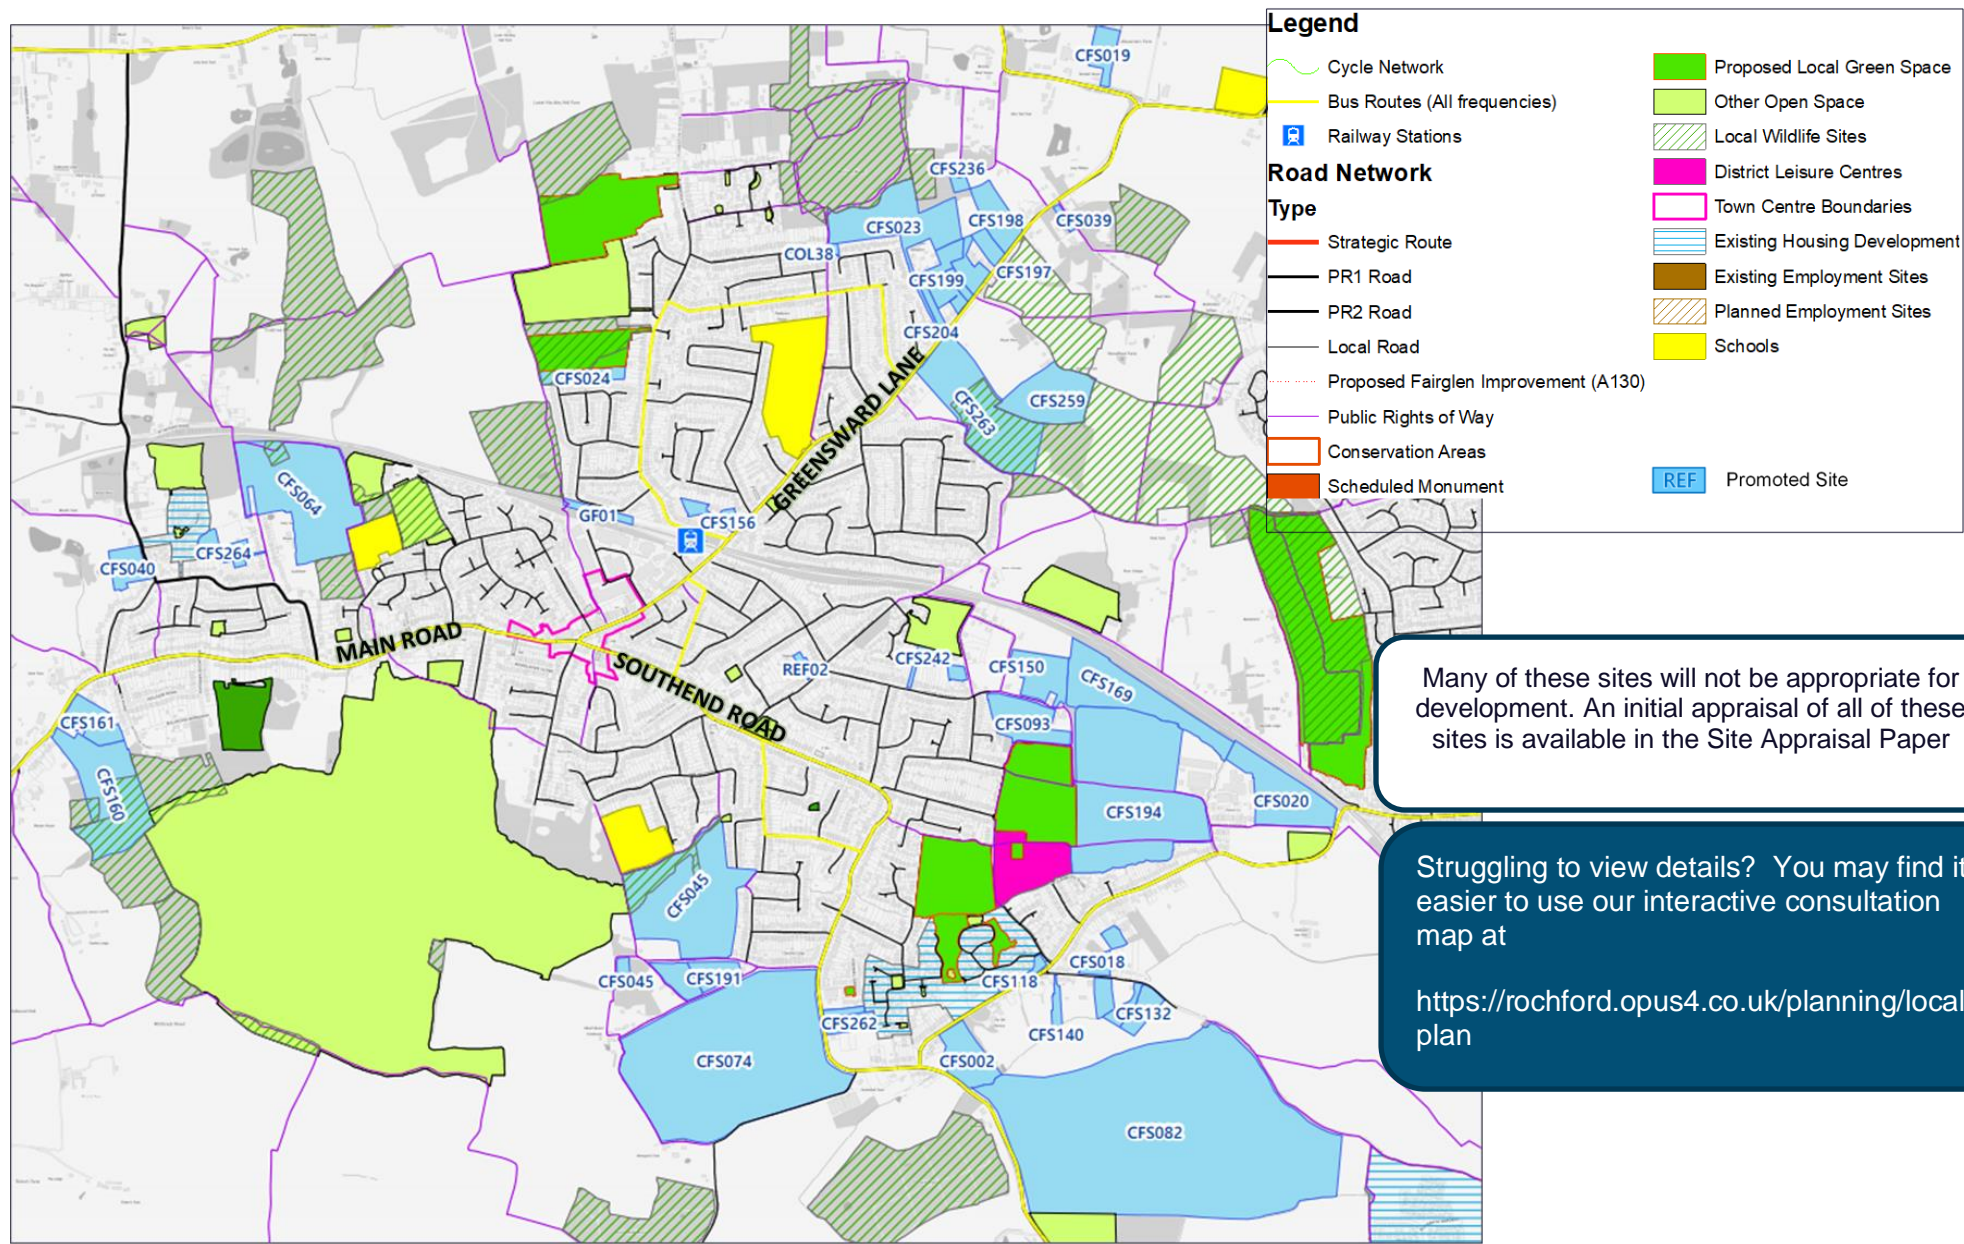 Legend
Cycle Network
Bus Routes (All frequencies)
Railway Stations
Road Network
Type
Strategic Route
PR1 Road
PR2 Road
Local Road
Proposed Fairglen Improvement (A130)
Public Rights of Way
Conservation Areas
Scheduled Monument
Proposed Local Green Space
Other Open Space
Local Wildlife Sites
District Leisure Centres
Town Centre Boundaries
Existing Housing Development
Existing Employment Sites
Planned Employment Sites
Schools
REF Promoted Site
CFS019
CFS236
CFS198
CFS039
CFS023
COL38
CFS197
CFS199
CFS204
CFS024
CFS259
CFS263
GREENSWARD LANE
CFS064
GF01
CFS156
CFS264
CFS040
MAIN ROAD
SOUTHEND ROAD
REF02
CFS242
CFS150
CFS169
CFS093
CFS161
CFS160
CFS194
CFS020
CFS045
CFS045
CFS191
CFS018
CFS118
CFS262
CFS140
CFS132
CFS074
CFS002
CFS082
Many of these sites will not be appropriate for
development. An initial appraisal of all of these
sites is available in the Site Appraisal Paper
Struggling to view details? You may find it
easier to use our interactive consultation
map at
https://rochford.opus4.co.uk/planning/local
plan